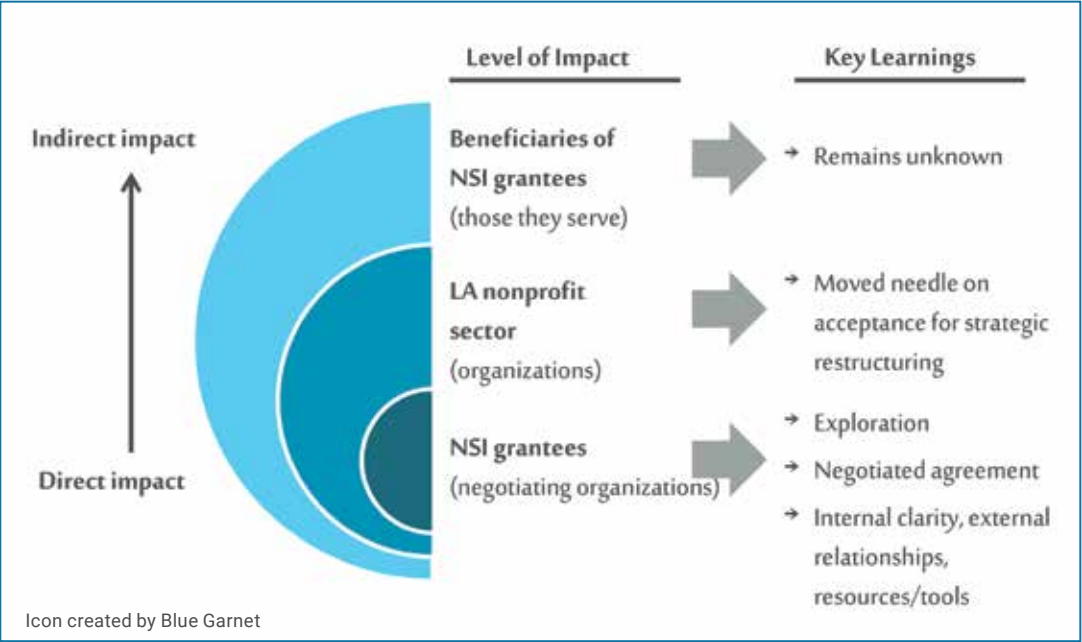 Level of Impact
Key Learnings
Indirect impact
Direct impact
Beneficiaries of
NSI grantees
(those they serve)
→ Remains unknown
LA nonprofit
sector
(organizations)
→ Moved needle on
acceptance for strategic
restructuring
NSI grantees
(negotiating organizations)
→ Exploration
→ Negotiated agreement
→ Internal clarity, external
relationships,
resources/tools
Icon created by Blue Garnet